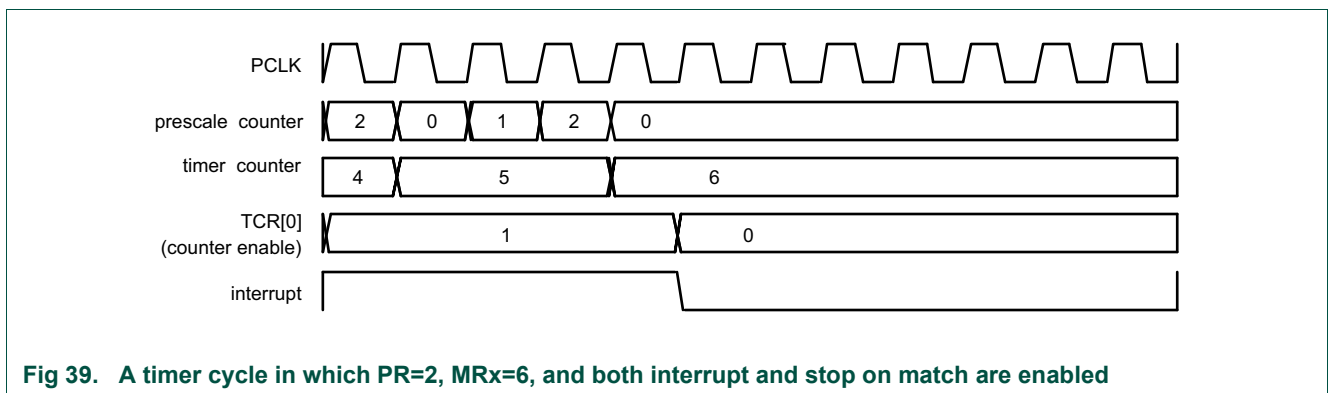 PCLK
prescale counter 2 0 1 2 0
timer counter 4 5 6
TCR[0]
(counter enable) 1 0
interrupt
Fig 39. A timer cycle in which PR=2, MRx=6, and both interrupt and stop on match are enabled